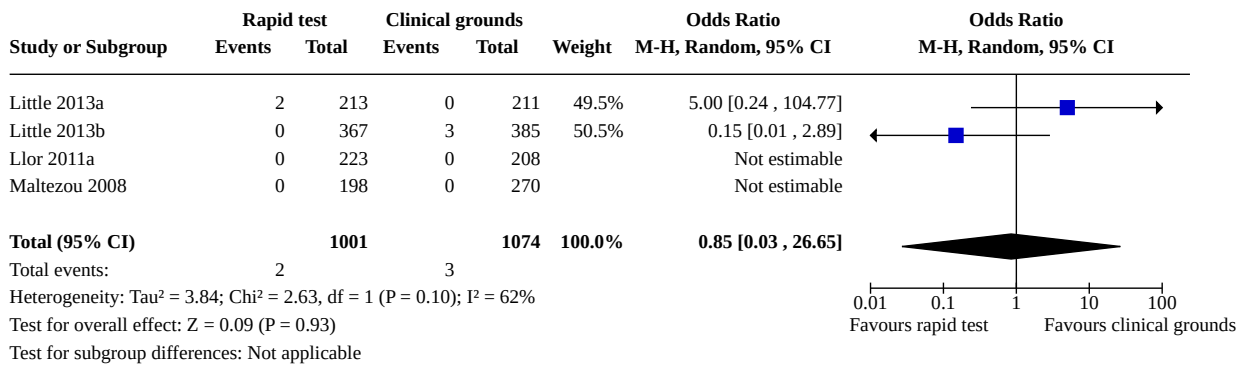 Rapid test Clinical grounds Odds Ratio Odds Ratio
Study or Subgroup Events Total Events Total Weight M-H, Random, 95% CI M-H, Random, 95% CI
Little 2013a 2 213 0 211 49.5% 5.00 [0.24 , 104.77]
Little 2013b 0 367 3 385 50.5% 0.15 [0.01 , 2.89]
Llor 2011a 0 223 0 208 Not estimable
Maltezou 2008 0 198 0 270 Not estimable
Total (95% CI) 1001 1074 100.0% 0.85 [0.03 , 26.65]
Total events: 2 3
Heterogeneity: Tau² = 3.84; Chi² = 2.63, df = 1 (P = 0.10); I² = 62%
0.01 0.1 1 10 100
Test for overall effect: Z = 0.09 (P = 0.93) Favours rapid test Favours clinical grounds
Test for subgroup differences: Not applicable